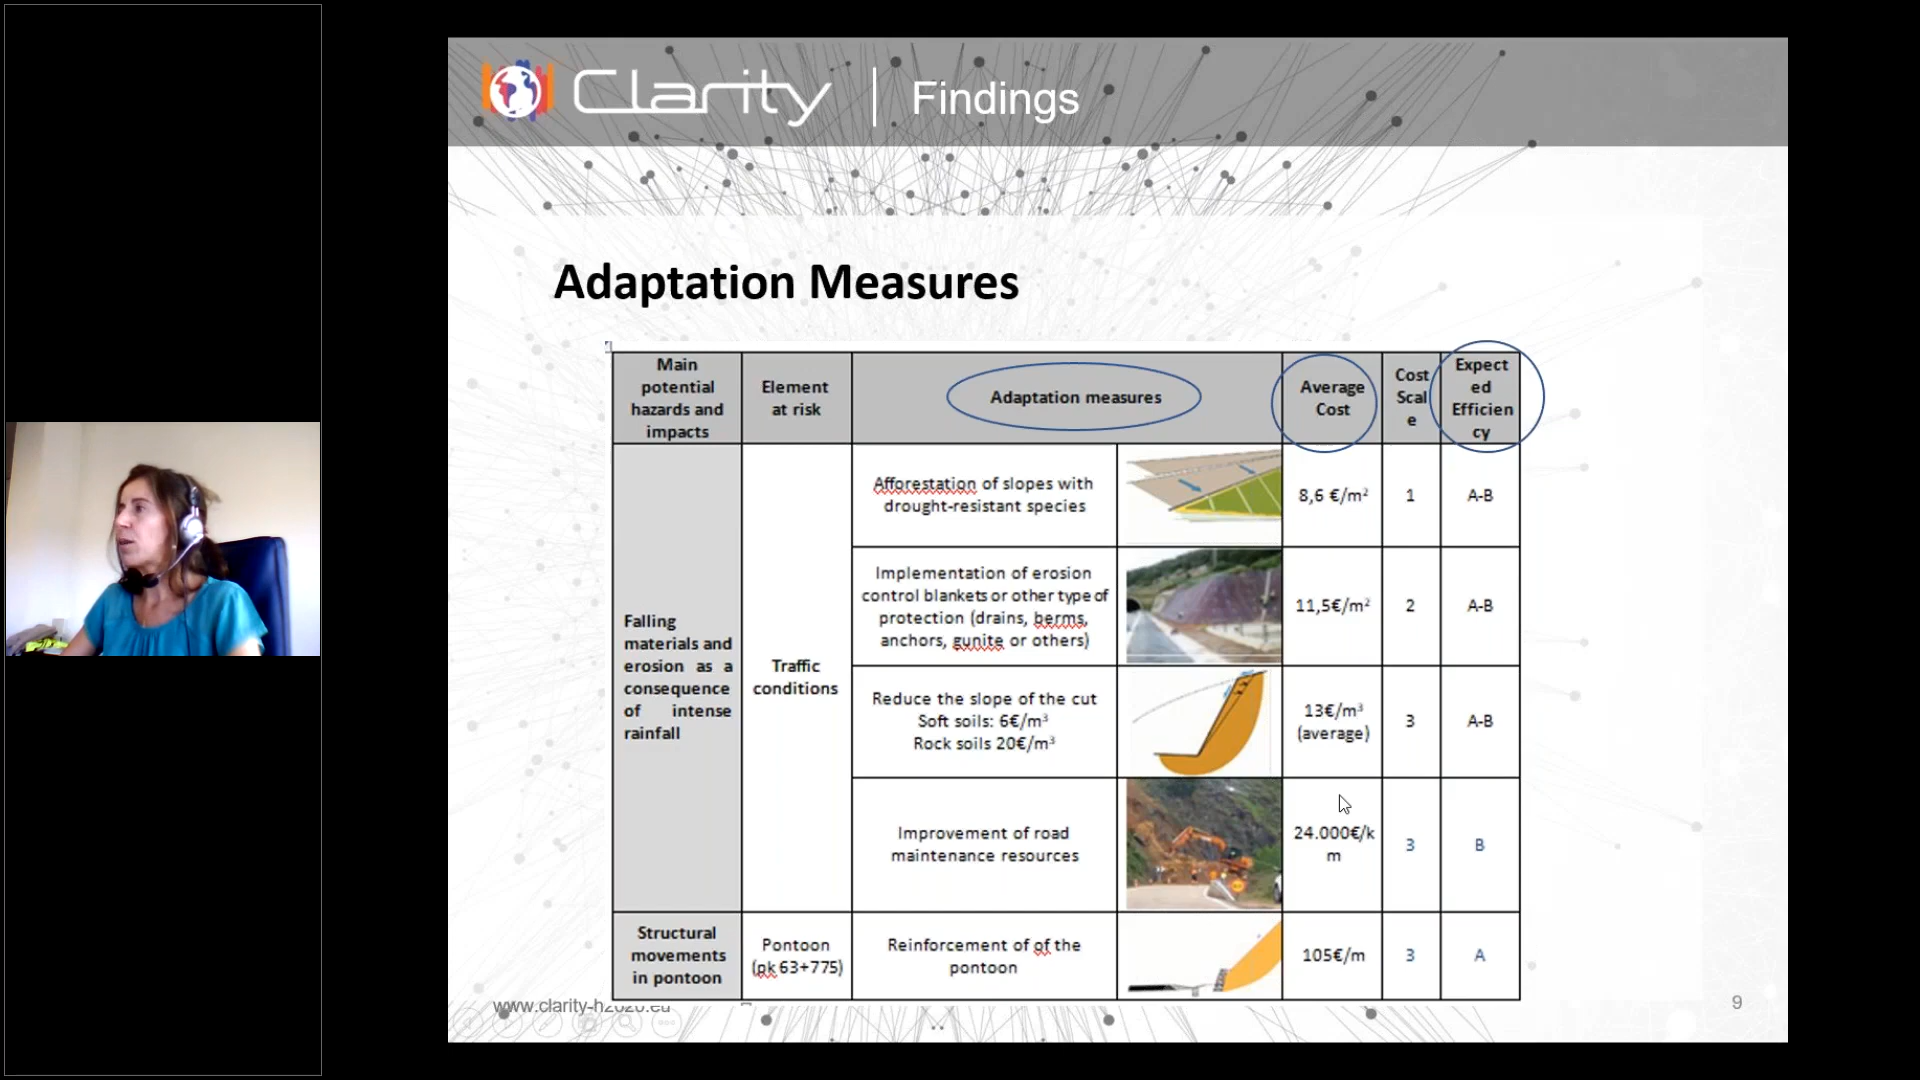 Clarity
Findings
Adaptation Measures
Main
potential
hazards and
impacts
Element
at risk
Adaptation measures
Average
Cost
Cost
Scal
e
Expect
ed
Efficien
cy
Falling
materials and
erosion as a
consequence
of intense
rainfall
Traffic
conditions
Afforestation of slopes with
drought-resistant species
8,6 €/m²
1
A-B
Implementation of erosion
control blankets or other type of
protection (drains, berms,
anchors, gunite or others)
11,5€/m²
2
A-B
Reduce the slope of the cut
Soft soils: 6€/m³
Rock soils 20€/m³
13€/m³
(average)
3
A-B
Improvement of road
maintenance resources
24.000€/k
m
3
B
Structural
movements
in pontoon
Pontoon
(pk 63+775)
Reinforcement of of the
pontoon
105€/m
3
A
www.clarity-h2020.eu
9